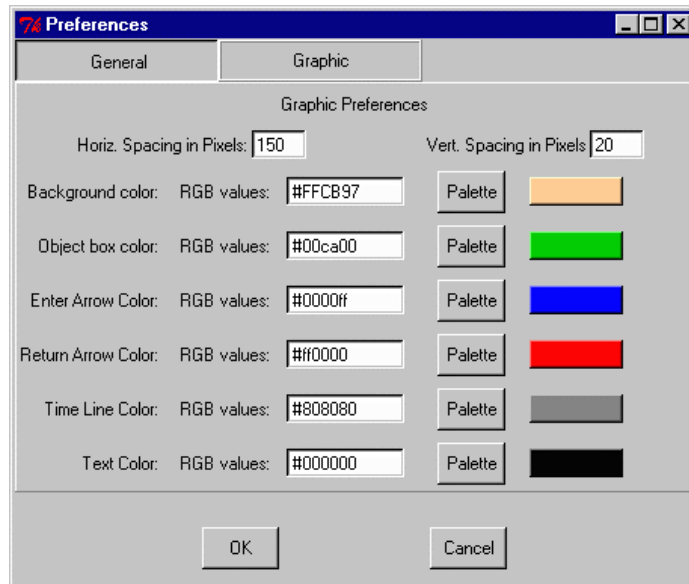 Tk Preferences
General Graphic
Graphic Preferences
Horiz. Spacing in Pixels: 150 Vert. Spacing in Pixels 20
Background color: RGB values: #FFCB97 Palette
Object box color: RGB values: #00ca00 Palette
Enter Arrow Color: RGB values: #0000ff Palette
Return Arrow Color: RGB values: #ff0000 Palette
Time Line Color: RGB values: #808080 Palette
Text Color: RGB values: #000000 Palette
OK Cancel